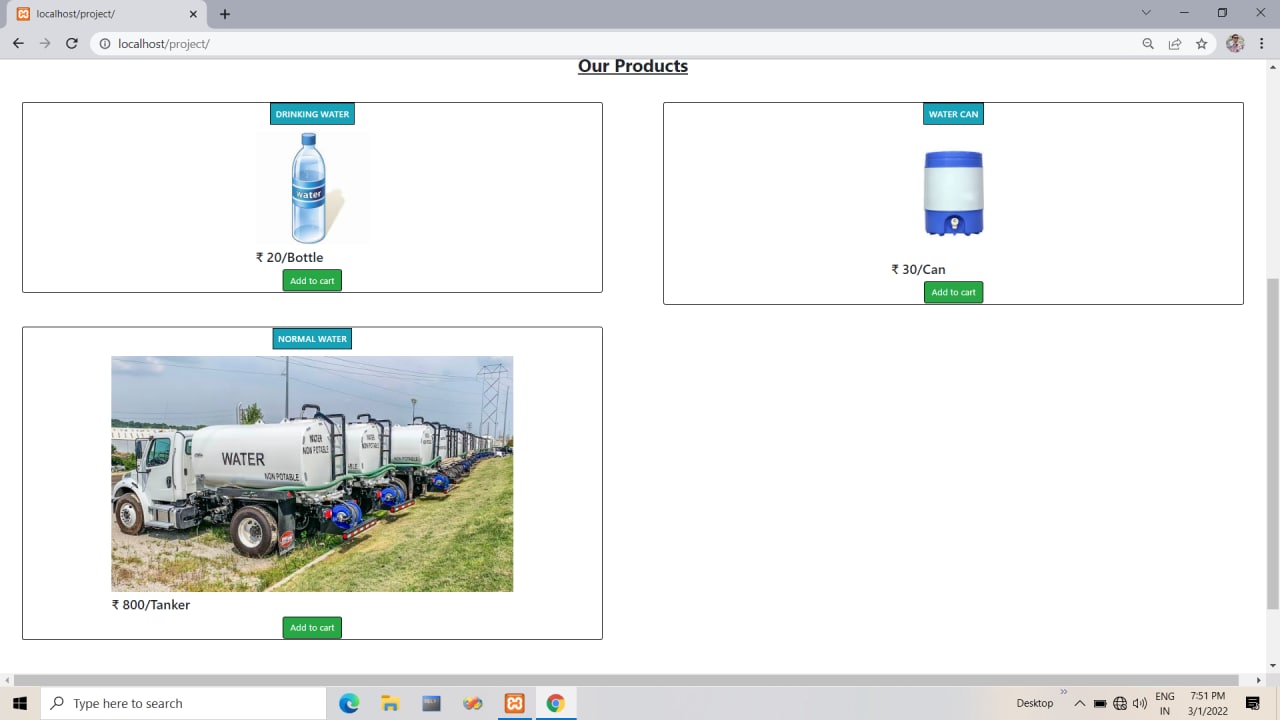 localhost/project/
localhost/project/
Our Products
DRINKING WATER
water
₹ 20/Bottle
Add to cart
WATER CAN
₹ 30/Can
Add to cart
NORMAL WATER
WATER
NON POTABLE
WATER
NON POTABLE
NON POTABLE
₹ 800/Tanker
Add to cart
Type here to search
Desktop
ENG
IN
7:51 PM
3/1/2022